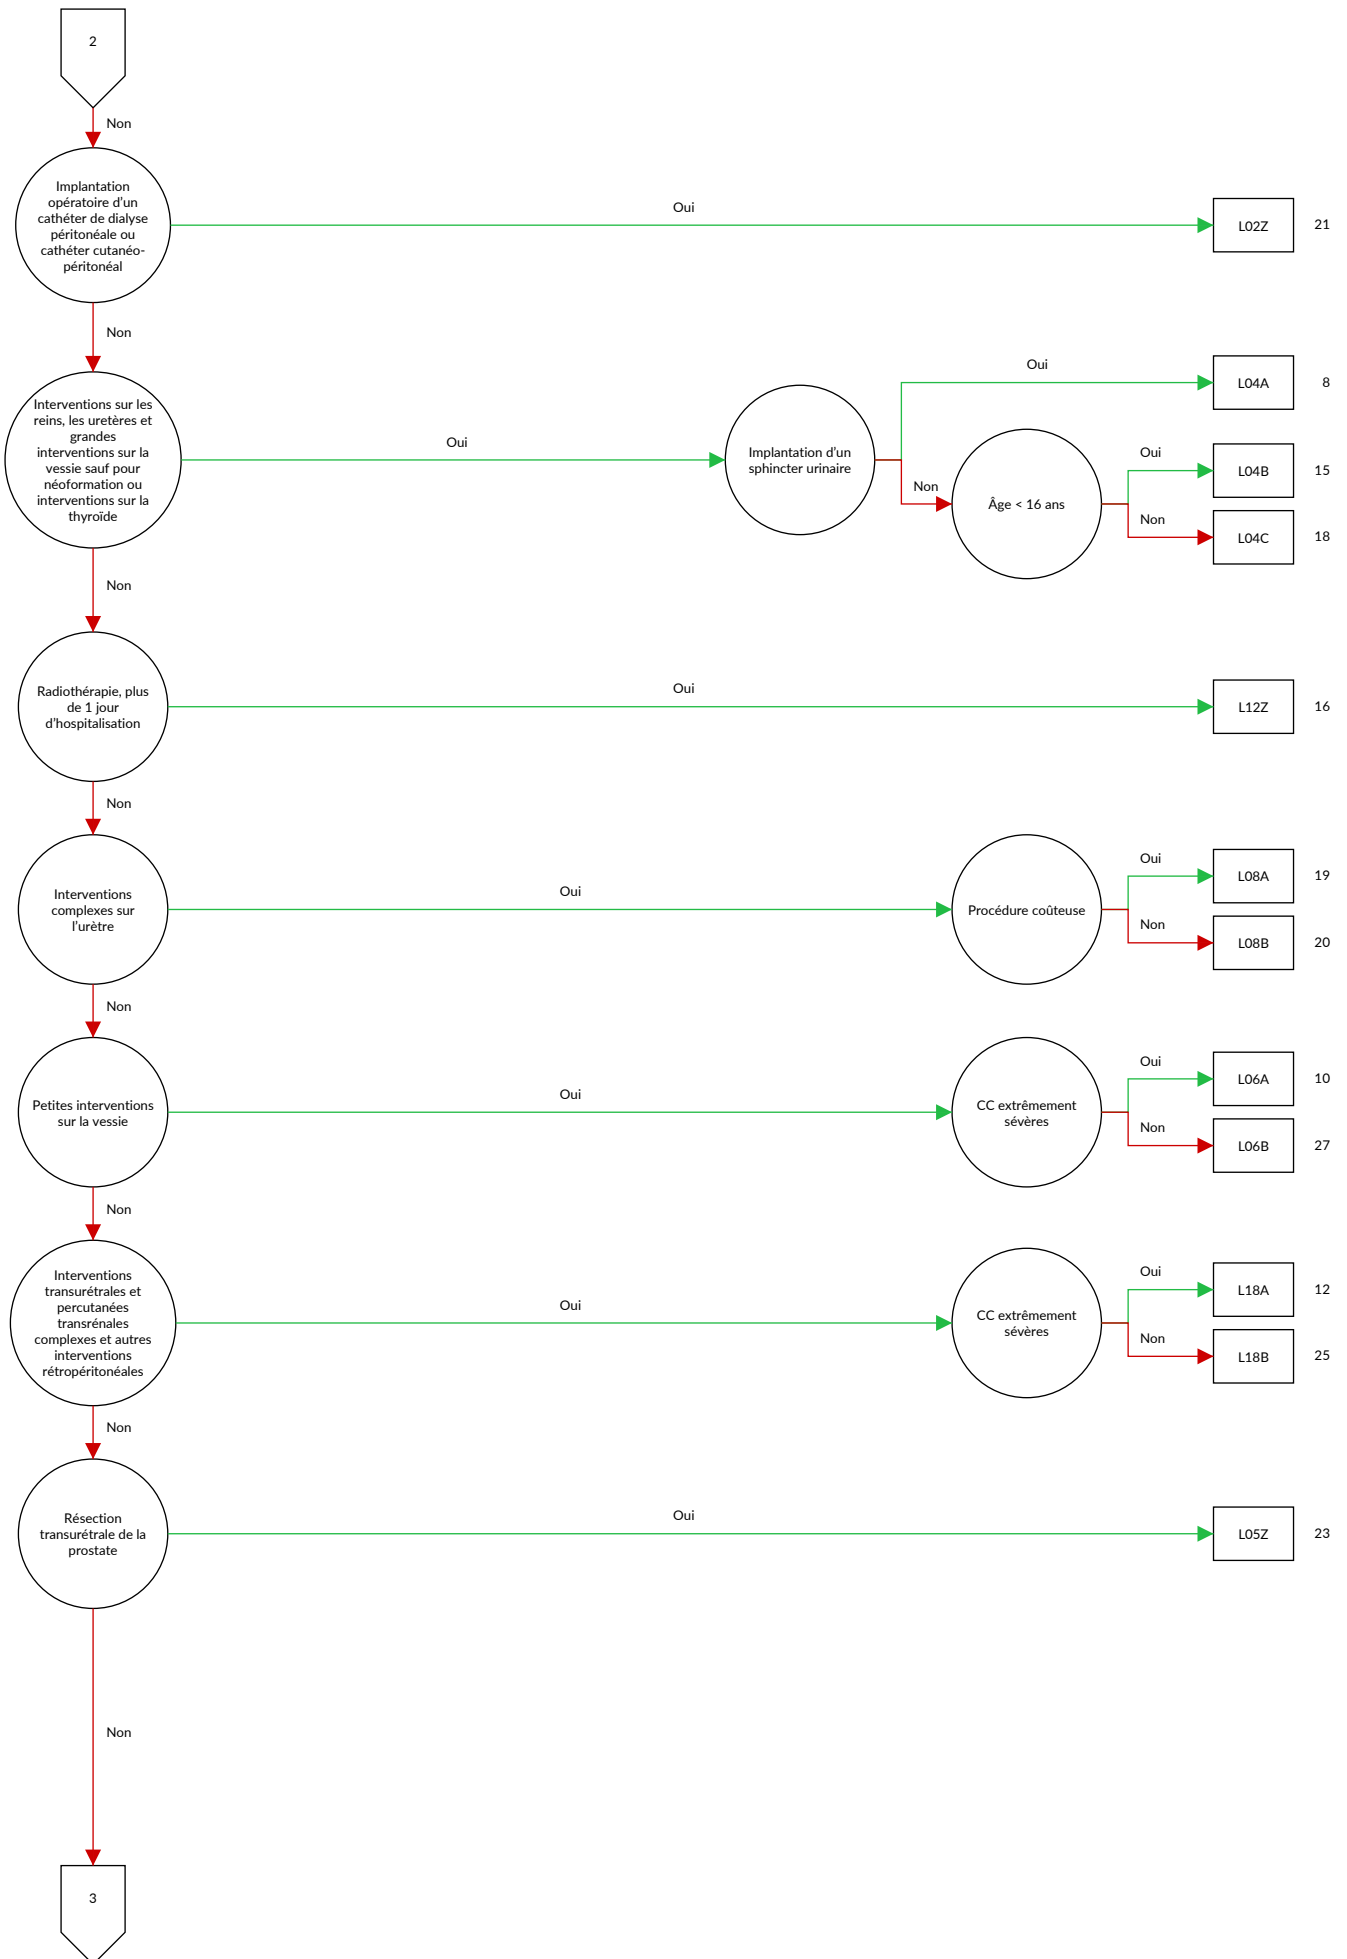 2
Non
Implantation
opératoire d'un
cathéter de dialyse
péritonéale ou
cathéter cutanéo-
péritonéal
Oui
L02Z
21
Non
Interventions sur les
reins, les uretères et
grandes
interventions sur la
vessie sauf pour
néoformation ou
interventions sur la
thyroïde
Oui
Implantation d'un
sphincter urinaire
Oui
L04A
8
Non
Âge < 16 ans
Oui
L04B
15
Non
L04C
18
Non
Radiothérapie, plus
de 1 jour
d'hospitalisation
Oui
L12Z
16
Non
Interventions
complexes sur
l'urètre
Oui
Procédure coûteuse
Oui
L08A
19
Non
L08B
20
Non
Petites interventions
sur la vessie
Oui
CC extrêmement
sévères
Oui
L06A
10
Non
L06B
27
Non
Interventions
transurétrales et
percutanées
transrénales
complexes et autres
interventions
rétropéritonéales
Oui
CC extrêmement
sévères
Oui
L18A
12
Non
L18B
25
Non
Résection
transurétrale de la
prostate
Oui
L05Z
23
Non
3